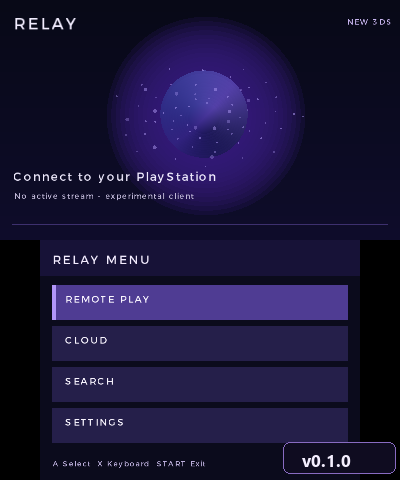 RELAY
NEW 3DS
Connect to your PlayStation
No active stream - experimental client
RELAY MENU
REMOTE PLAY
CLOUD
SEARCH
SETTINGS
A Select X Keyboard START Exit
v0.1.0